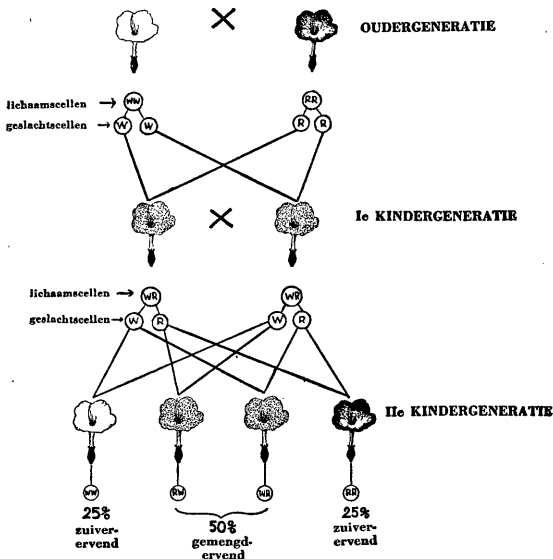 OUDERGENERATIE
lichaamscellen → WW RR
geslachtscellen → W W R R
Ie KINDERGENERATIE
lichaamscellen → WR WR
geslachtscellen → W R W R
IIe KINDERGENERATIE
WW RW WR RR
25% 50% 25%
zuiver- gemengd- zuiver-
ervend ervend ervend